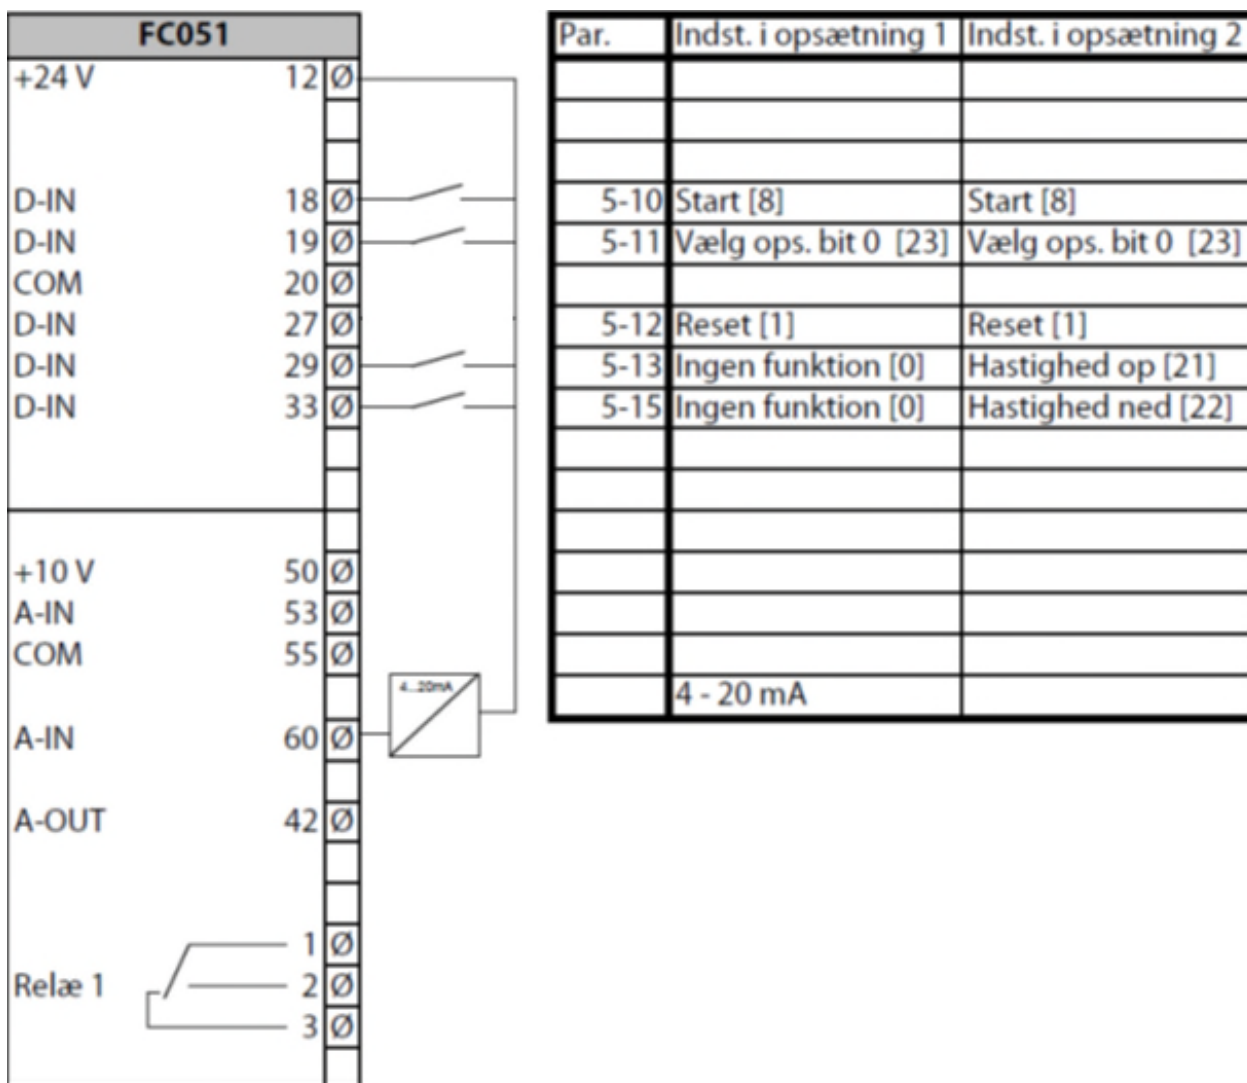 FC051
+24 V 12 Ø
D-IN 18 Ø
D-IN 19 Ø
COM 20 Ø
D-IN 27 Ø
D-IN 29 Ø
D-IN 33 Ø
+10 V 50 Ø
A-IN 53 Ø
COM 55 Ø
4...20mA
A-IN 60 Ø
A-OUT 42 Ø
1 Ø
Relæ 1 2 Ø
3 Ø
Par. Indst. i opsætning 1 Indst. i opsætning 2
5-10 Start [8] Start [8]
5-11 Vælg ops. bit 0 [23] Vælg ops. bit 0 [23]
5-12 Reset [1] Reset [1]
5-13 Ingen funktion [0] Hastighed op [21]
5-15 Ingen funktion [0] Hastighed ned [22]
4 - 20 mA